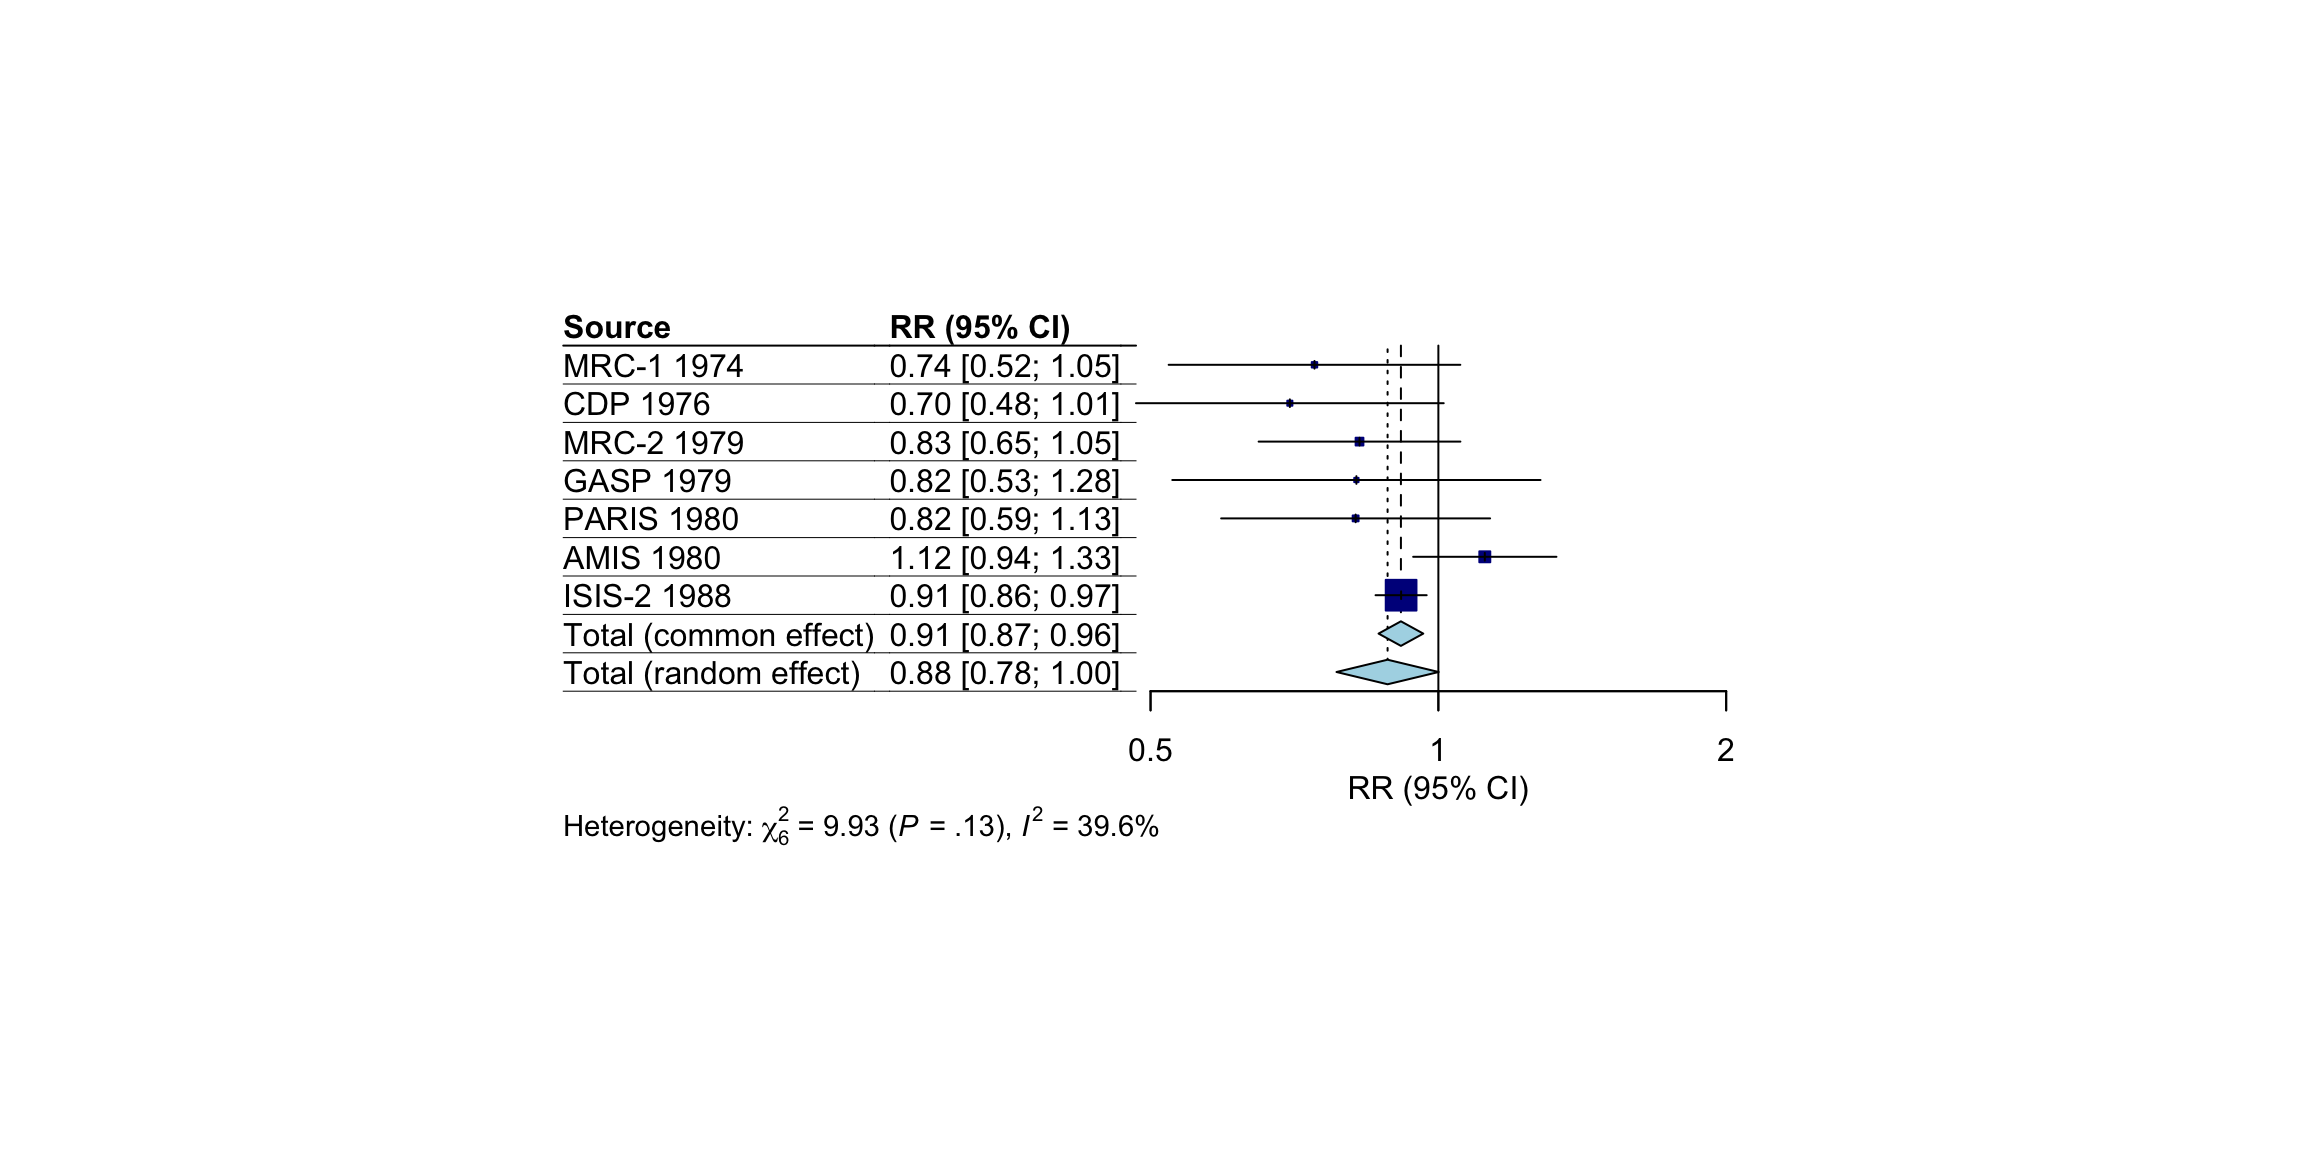 Source RR (95% CI)
MRC-1 1974 0.74 [0.52; 1.05]
CDP 1976 0.70 [0.48; 1.01]
MRC-2 1979 0.83 [0.65; 1.05]
GASP 1979 0.82 [0.53; 1.28]
PARIS 1980 0.82 [0.59; 1.13]
AMIS 1980 1.12 [0.94; 1.33]
ISIS-2 1988 0.91 [0.86; 0.97]
Total (common effect) 0.91 [0.87; 0.96]
Total (random effect) 0.88 [0.78; 1.00]
0.5 1 2
RR (95% CI)
Heterogeneity: χ²₆ = 9.93 (P = .13), I² = 39.6%